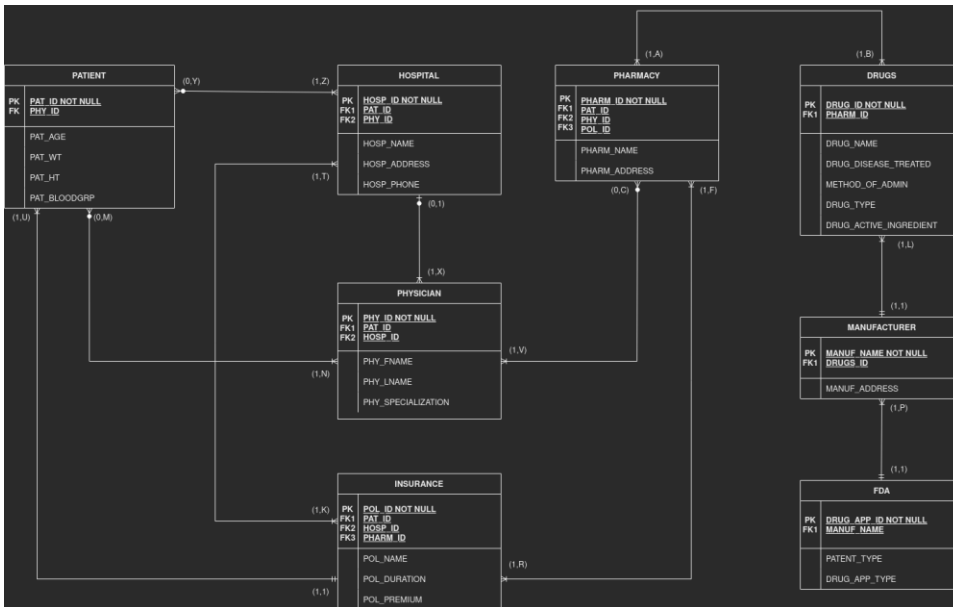 (1,A)
(1,B)
PATIENT
(0,Y)
(1,Z)
HOSPITAL
PHARMACY
DRUGS
PK PAT_ID NOT NULL
FK PHY_ID
PAT_AGE
PAT_WT
PAT_HT
PAT_BLOODGRP
PK HOSP_ID NOT NULL
FK1 PAT_ID
FK2 PHY_ID
HOSP_NAME
HOSP_ADDRESS
HOSP_PHONE
PK PHARM_ID NOT NULL
FK1 PAT_ID
FK2 PHY_ID
FK3 POL_ID
PHARM_NAME
PHARM_ADDRESS
PK DRUG_ID NOT NULL
FK1 PHARM_ID
DRUG_NAME
DRUG_DISEASE_TREATED
METHOD_OF_ADMIN
DRUG_TYPE
DRUG_ACTIVE_INGREDIENT
(1,T)
(1,U)
(0,M)
(0,1)
(0,C)
(1,F)
(1,L)
(1,X)
PHYSICIAN
PK PHY_ID NOT NULL
FK1 PAT_ID
FK2 HOSP_ID
PHY_FNAME
PHY_LNAME
PHY_SPECIALIZATION
(1,N)
(1,V)
(1,1)
MANUFACTURER
PK MANUF_NAME NOT NULL
FK1 DRUGS_ID
MANUF_ADDRESS
(1,P)
(1,1)
FDA
PK DRUG_APP_ID NOT NULL
FK1 MANUF_NAME
PATENT_TYPE
DRUG_APP_TYPE
INSURANCE
(1,K)
PK POL_ID NOT NULL
FK1 PAT_ID
FK2 HOSP_ID
FK3 PHARM_ID
POL_NAME
POL_DURATION
POL_PREMIUM
(1,R)
(1,1)